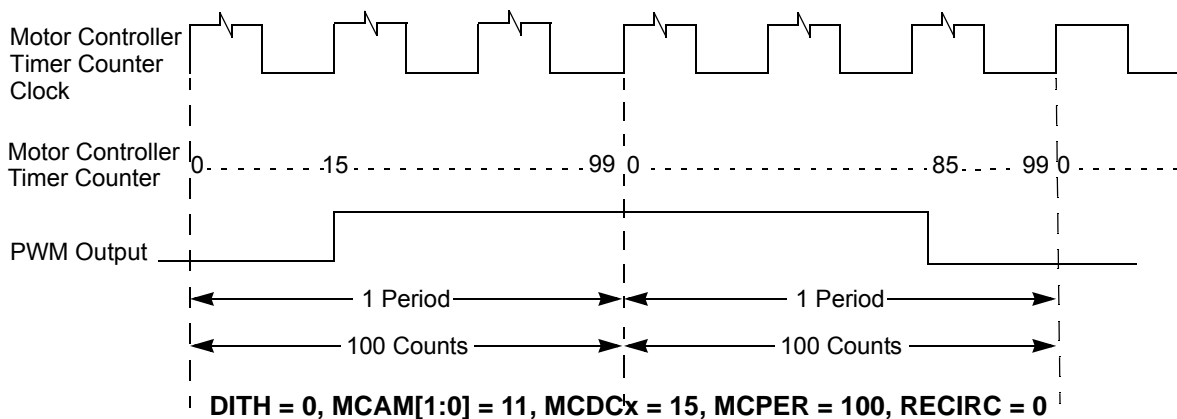 Motor Controller
Timer Counter
Clock
Motor Controller
Timer Counter
0 15 99 0 85 99 0
PWM Output
1 Period 1 Period
100 Counts 100 Counts
DITH = 0, MCAM[1:0] = 11, MCDCx = 15, MCPER = 100, RECIRC = 0